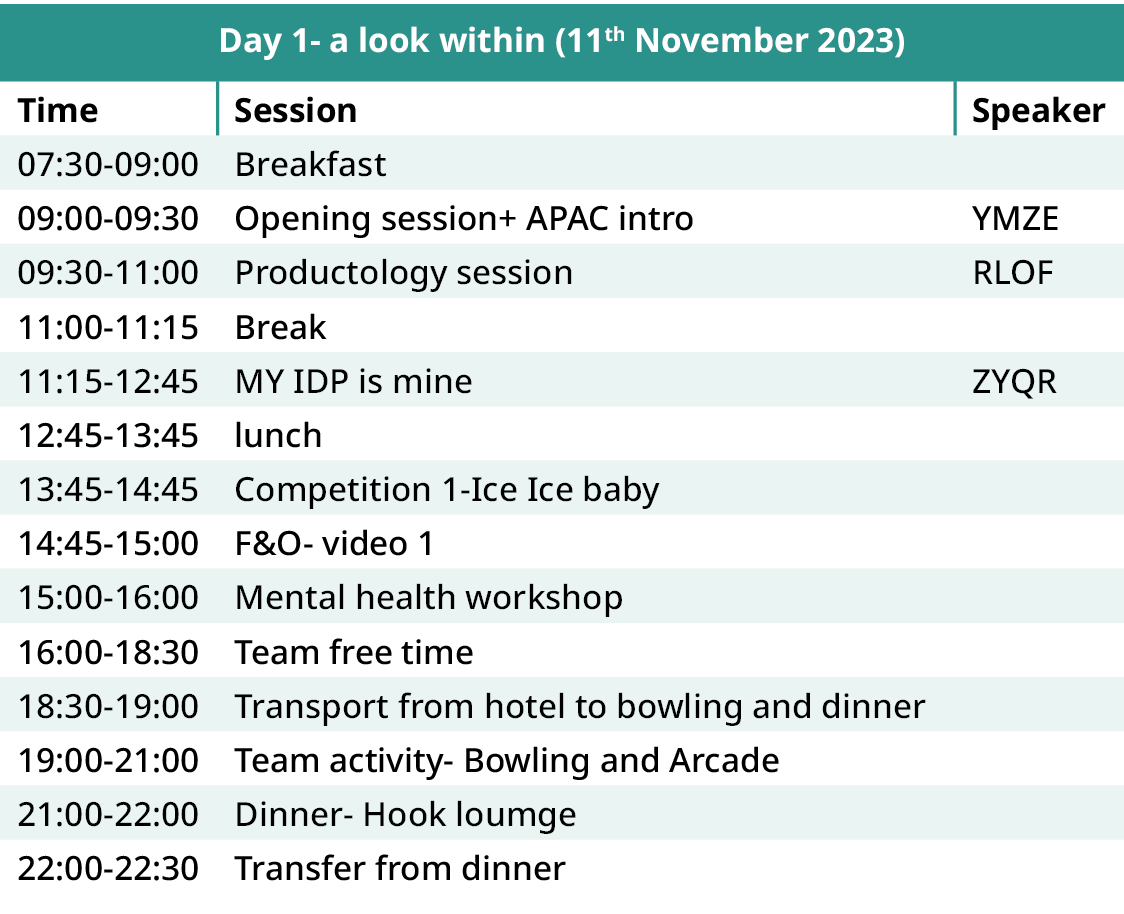 Day 1- a look within (11th November 2023)
Time Session Speaker
07:30-09:00 Breakfast
09:00-09:30 Opening session+ APAC intro YMZE
09:30-11:00 Productology session RLOF
11:00-11:15 Break
11:15-12:45 MY IDP is mine ZYQR
12:45-13:45 lunch
13:45-14:45 Competition 1-Ice Ice baby
14:45-15:00 F&O- video 1
15:00-16:00 Mental health workshop
16:00-18:30 Team free time
18:30-19:00 Transport from hotel to bowling and dinner
19:00-21:00 Team activity- Bowling and Arcade
21:00-22:00 Dinner- Hook loumge
22:00-22:30 Transfer from dinner